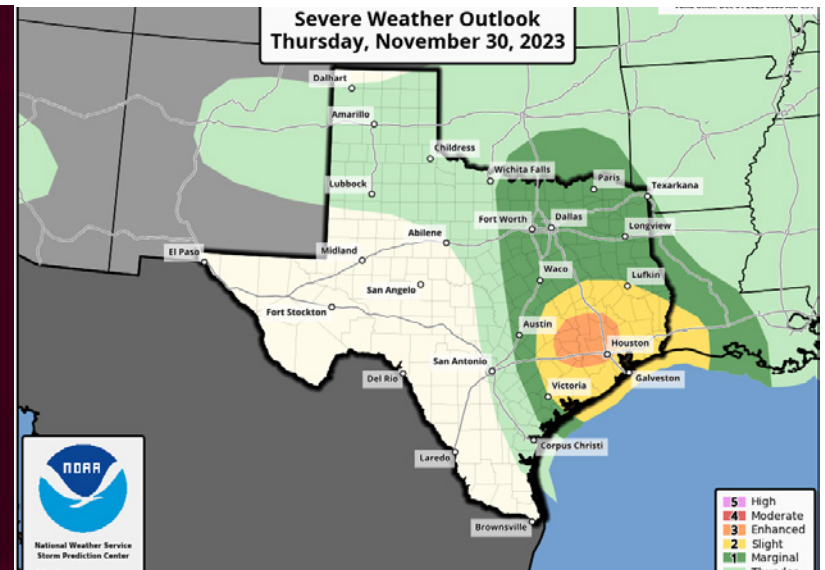 Severe Weather Outlook
Thursday, November 30, 2023
Dalhart
Amarillo
Childress
Wichita Falls
Paris
Texarkana
Lubbock
Fort Worth
Dallas
Longview
Abilene
El Paso
Midland
Waco
Lufkin
San Angelo
Fort Stockton
Austin
Houston
San Antonio
Del Rio
Galveston
Victoria
Corpus Christi
Laredo
Brownsville
NOAA
National Weather Service
Storm Prediction Center
5 High
4 Moderate
3 Enhanced
2 Slight
1 Marginal